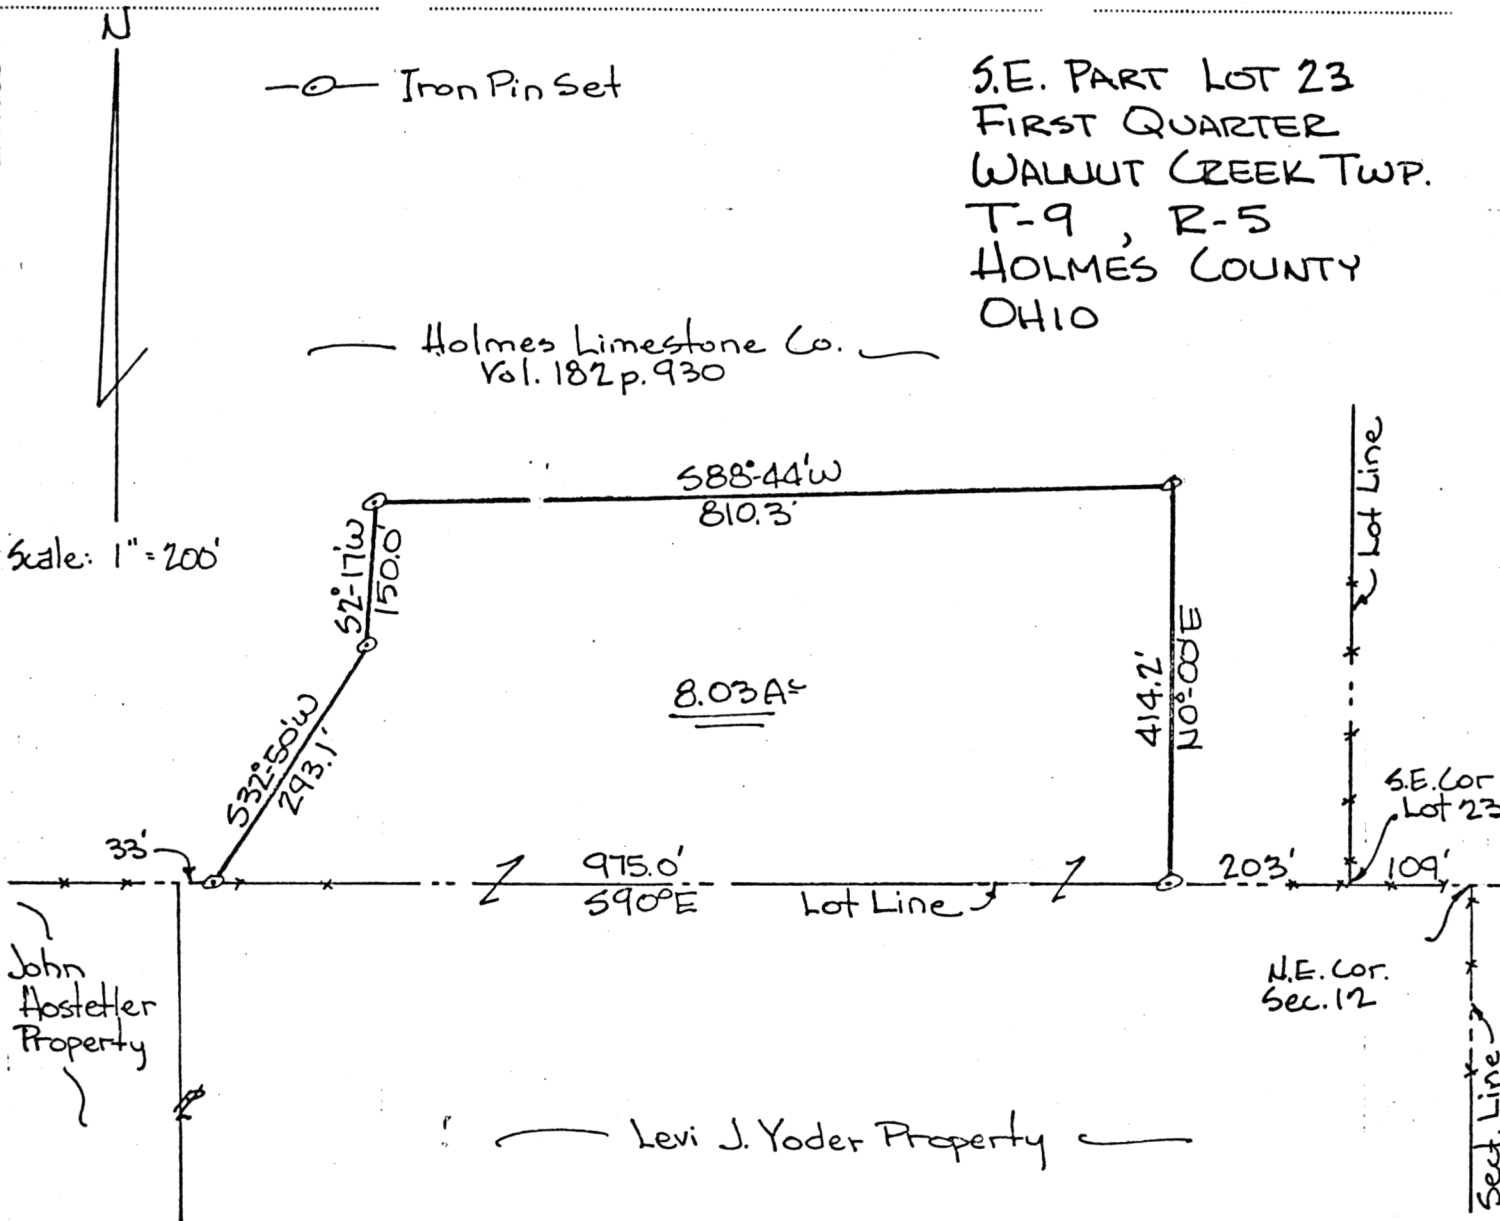 N
Iron Pin Set
S.E. PART LOT 23
FIRST QUARTER
WALNUT CREEK TWP.
T-9 , R-5
HOLMES COUNTY
OHIO
Holmes Limestone Co.
Vol. 182 p. 930
Scale: 1" = 200'
S88°-44'W
810.3'
S2°-17'W
150.0'
S32°-50'W
293.1'
8.03 Ac
414.2'
N0°-00'E
Lot Line
S.E. Cor
Lot 23
33'
975.0'
S90°E
Lot Line
203'
109'
N.E. Cor.
Sec. 12
John
Hostetler
Property
Levi J. Yoder Property
Sect. Line